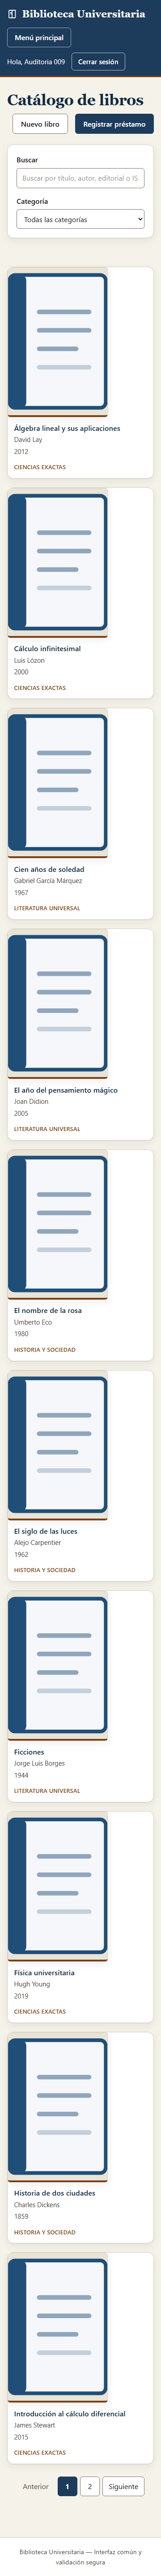 Biblioteca Universitaria
Menú principal
Hola, Auditoria 009
Cerrar sesión
Catálogo de libros
Nuevo libro
Registrar préstamo
Buscar
Buscar por título, autor, editorial o IS
Categoría
Todas las categorías
Álgebra lineal y sus aplicaciones
David Lay
2012
CIENCIAS EXACTAS
Cálculo infinitesimal
Luis Lózon
2000
CIENCIAS EXACTAS
Cien años de soledad
Gabriel García Márquez
1967
LITERATURA UNIVERSAL
El año del pensamiento mágico
Joan Didion
2005
LITERATURA UNIVERSAL
El nombre de la rosa
Umberto Eco
1980
HISTORIA Y SOCIEDAD
El siglo de las luces
Alejo Carpentier
1962
HISTORIA Y SOCIEDAD
Ficciones
Jorge Luis Borges
1944
LITERATURA UNIVERSAL
Física universitaria
Hugh Young
2019
CIENCIAS EXACTAS
Historia de dos ciudades
Charles Dickens
1859
HISTORIA Y SOCIEDAD
Introducción al cálculo diferencial
James Stewart
2015
CIENCIAS EXACTAS
Anterior
1
2
Siguiente
Biblioteca Universitaria — Interfaz común y
validación segura